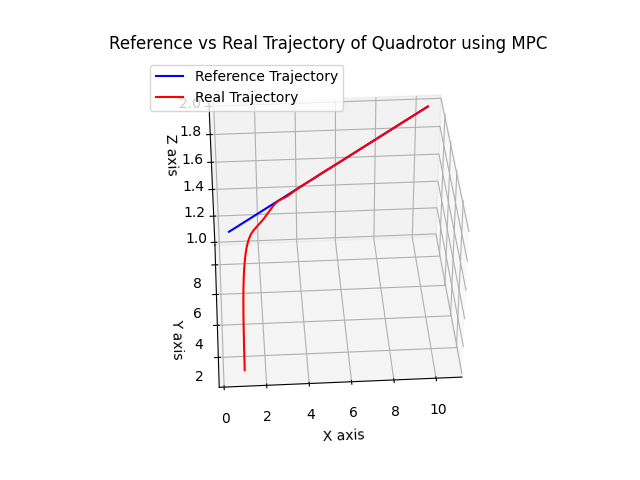 Reference vs Real Trajectory of Quadrotor using MPC
Reference Trajectory
Real Trajectory
2.0
1.8
1.6
1.4
1.2
1.0
Z axis
8
6
4
2
Y axis
0 2 4 6 8 10
X axis